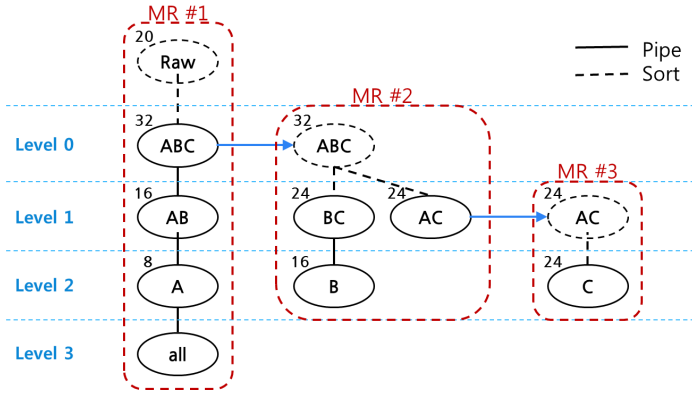 MR #1
20
Raw
Pipe
Sort
MR #2
Level 0
32
ABC
32
ABC
MR #3
Level 1
16
AB
24
BC
24
AC
24
AC
Level 2
8
A
16
B
24
C
Level 3
all